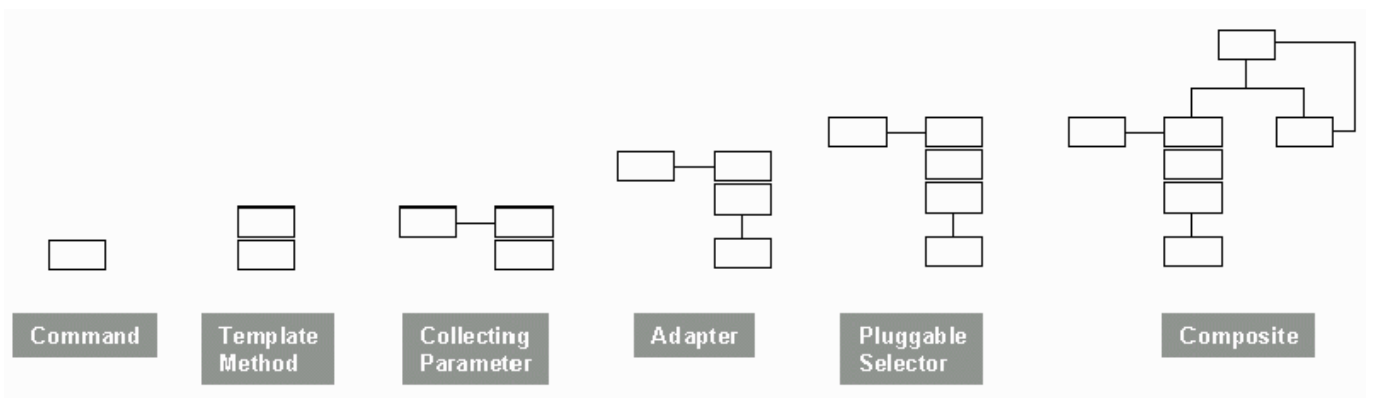 Command
Template
Method
Collecting
Parameter
Adapter
Pluggable
Selector
Composite